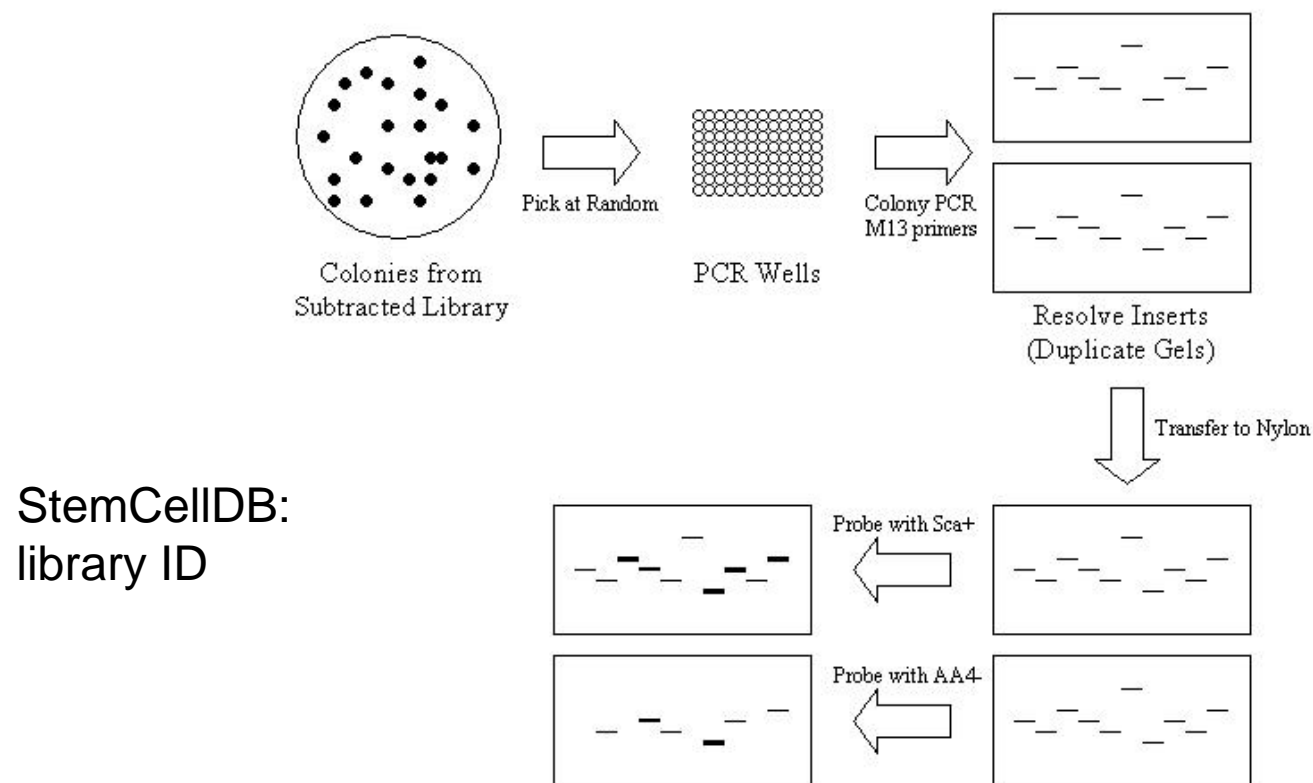 Pick at Random
Colony PCR
M13 primers
Colonies from
Subtracted Library
PCR Wells
Resolve Inserts
(Duplicate Gels)
Transfer to Nylon
StemCellDB:
library ID
Probe with Sca+
Probe with AA4-